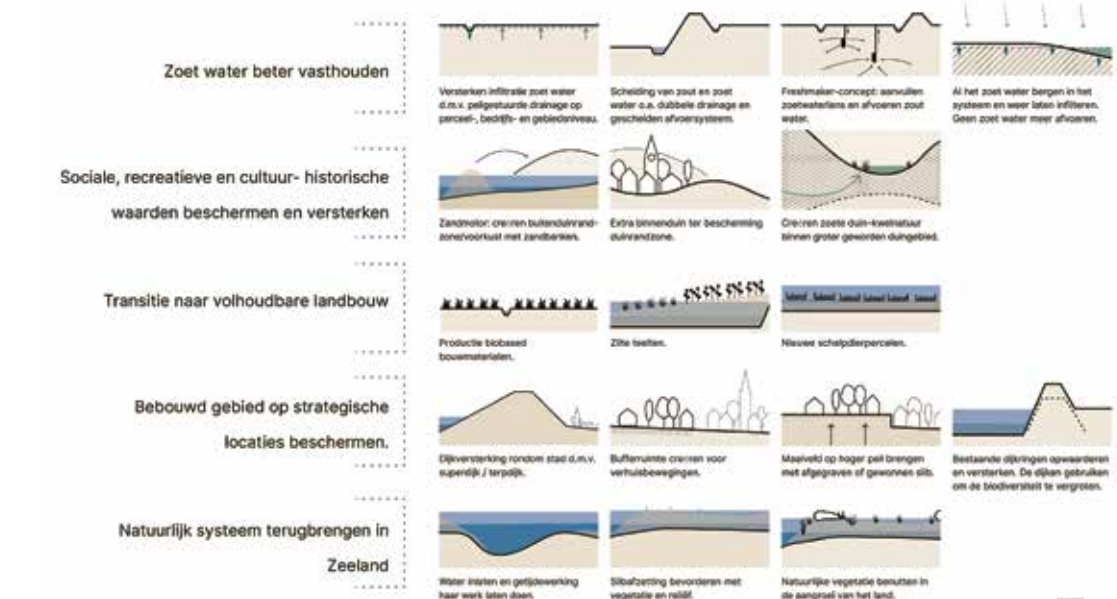 Zoet water beter vasthouden
Versterken infiltratie zoet water
d.m.v. peilgestuurde drainage op
perceel-, bedrijfs- en gebiedsniveau.
Scheiding van zout en zoet
water o.a. dubbele drainage en
gescheiden afvoersysteem.
Freshmaker-concept: aanvullen
zoetwaterlens en afvoeren zout
water.
Al het zoet water bergen in het
systeem en weer laten infiltreren.
Geen zoet water meer afvoeren.
Sociale, recreatieve en cultuur- historische
waarden beschermen en versterken
Zandmotor: creëren buitenduinrand-
zone/voorkust met zandbanken.
Extra binnenduin ter bescherming
duinrandzone.
Creëren zoete duin-kwelnatuur
binnen groter geworden duingebied.
Transitie naar volhoudbare landbouw
Productie biobased
bouwmaterialen.
Zilte teelten.
Nieuwe schelpdierpercelen.
Bebouwd gebied op strategische
locaties beschermen.
Dijkversterking rondom stad d.m.v.
superdijk / terpdijk.
Bufferruimte creëren voor
verhuisbewegingen.
Maaiveld op hoger peil brengen
met afgegraven of gewonnen slib.
Bestaande dijkringen opwaarderen
en versterken. De dijken gebruiken
om de biodiversiteit te vergroten.
Natuurlijk systeem terugbrengen in
Zeeland
Water inlaten en getijdewerking
haar werk laten doen.
Slibafzetting bevorderen met
vegetatie en reliëf.
Natuurlijke vegetatie benutten in
de aangroei van het land.